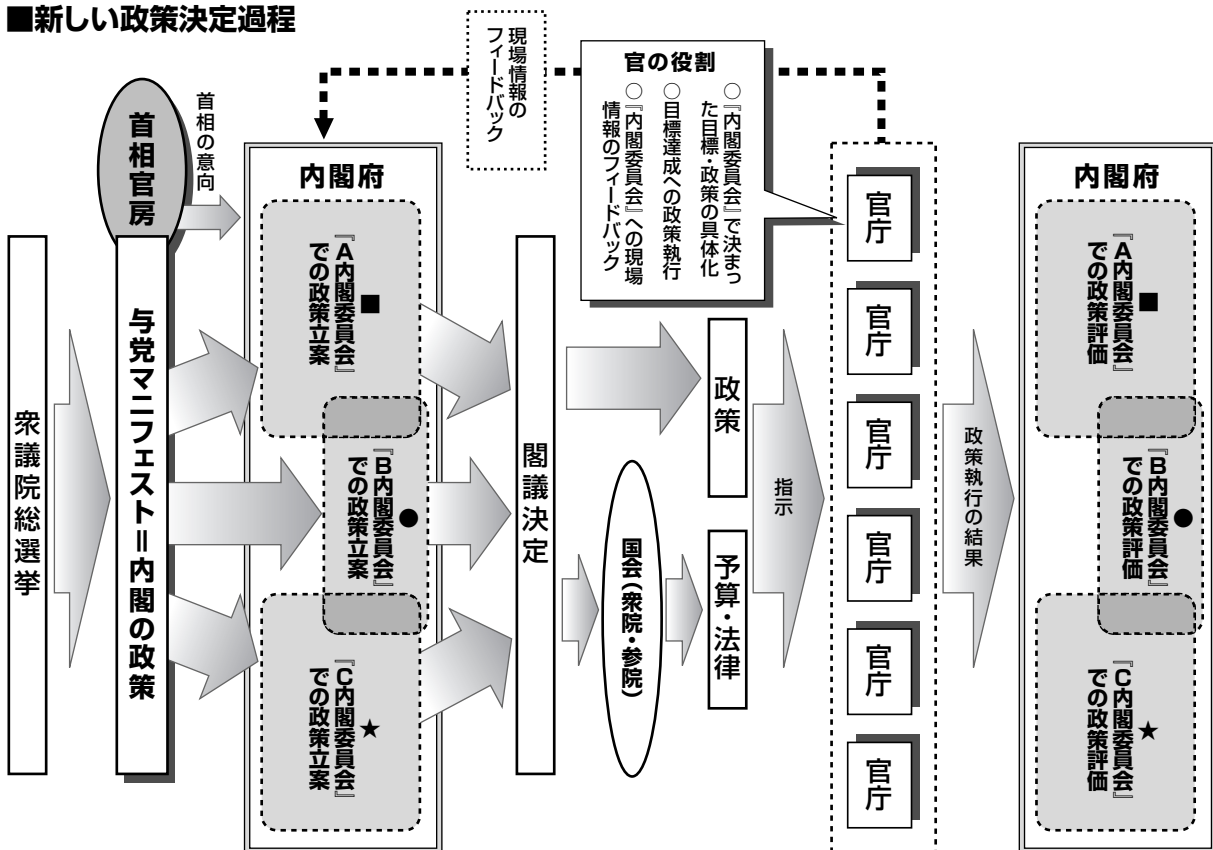 ■新しい政策決定過程
衆議院総選挙
首相官房
首相の意向
与党マニフェスト＝内閣の政策
内閣府
『A内閣委員会』
での政策立案
■
『B内閣委員会』
での政策立案
●
『C内閣委員会』
での政策立案
★
現場情報の
フィードバック
閣議決定
国会（衆院・参院）
政策
予算・法律
指示
官の役割
○『内閣委員会』で決まっ
た目標・政策の具体化
○目標達成への政策執行
○『内閣委員会』への現場
情報のフィードバック
官庁
官庁
官庁
官庁
官庁
官庁
政策執行の結果
内閣府
『A内閣委員会』
での政策評価
■
『B内閣委員会』
での政策評価
●
『C内閣委員会』
での政策評価
★